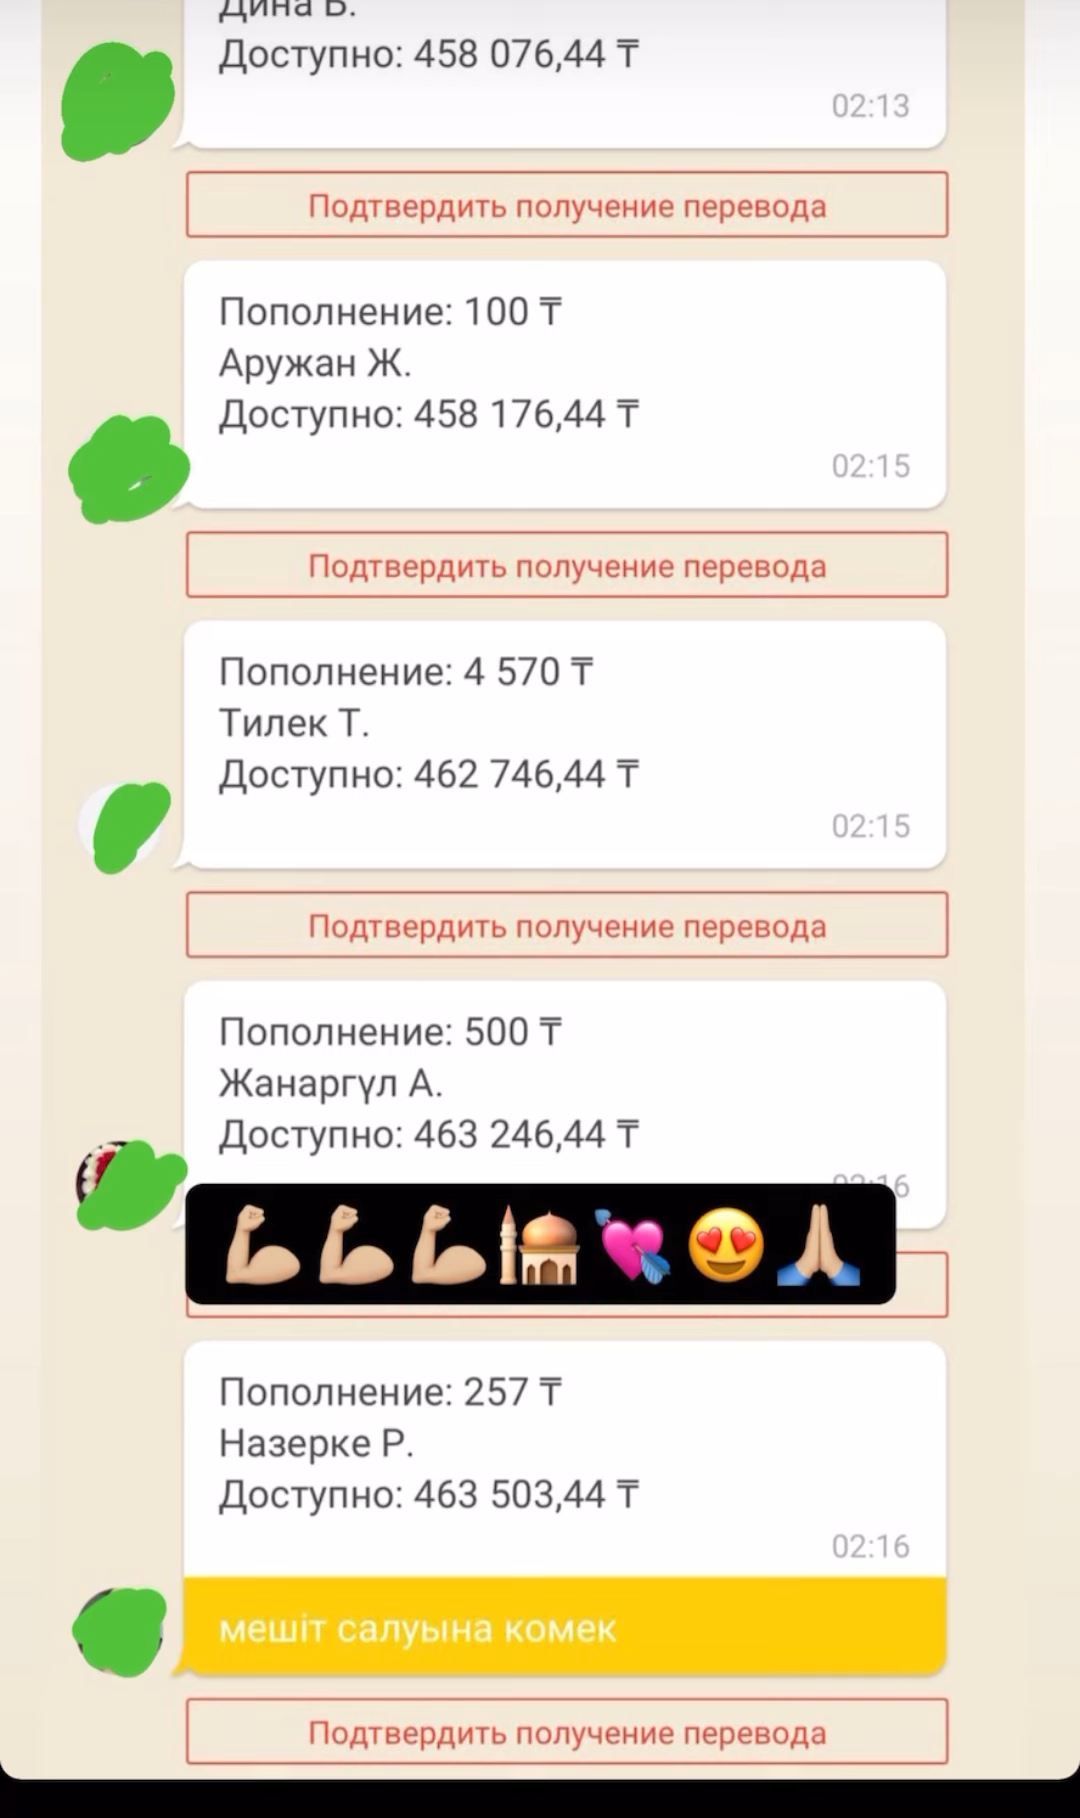 Дина Б.
Доступно: 458 076,44 ₸
02:13
Подтвердить получение перевода
Пополнение: 100 ₸
Аружан Ж.
Доступно: 458 176,44 ₸
02:15
Подтвердить получение перевода
Пополнение: 4 570 ₸
Тилек Т.
Доступно: 462 746,44 ₸
02:15
Подтвердить получение перевода
Пополнение: 500 ₸
Жанаргүл А.
Доступно: 463 246,44 ₸
Пополнение: 257 ₸
Назерке Р.
Доступно: 463 503,44 ₸
02:16
мешіт салуына комек
Подтвердить получение перевода